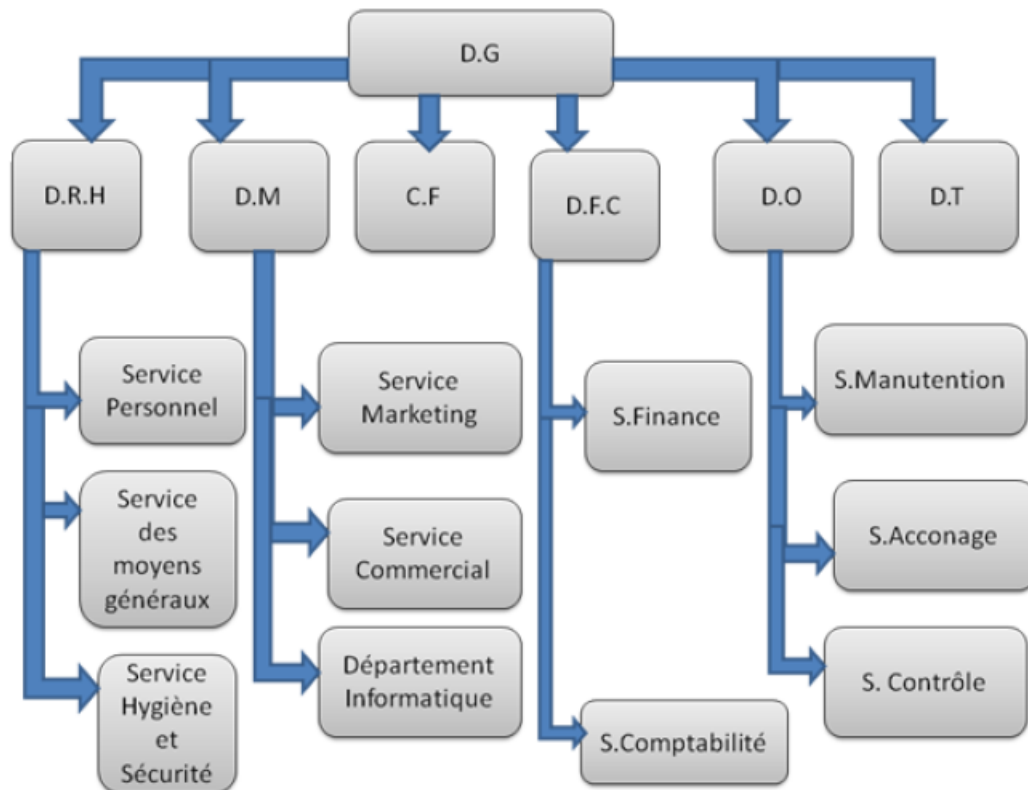 D.G
D.R.H
D.M
C.F
D.F.C
D.O
D.T
Service
Personnel
Service
des
moyens
généraux
Service
Hygiène
et
Sécurité
Service
Marketing
Service
Commercial
Département
Informatique
S.Finance
S.Comptabilité
S.Manutention
S.Acconage
S. Contrôle